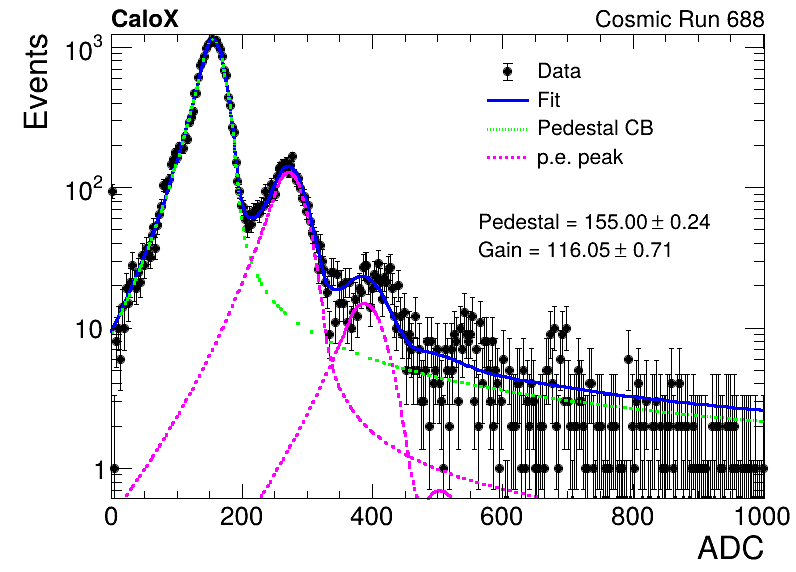 CaloX Cosmic Run 688
Events
10³
10²
10
1
Data
Fit
Pedestal CB
p.e. peak
Pedestal = 155.00 ± 0.24
Gain = 116.05 ± 0.71
0 200 400 600 800 1000
ADC